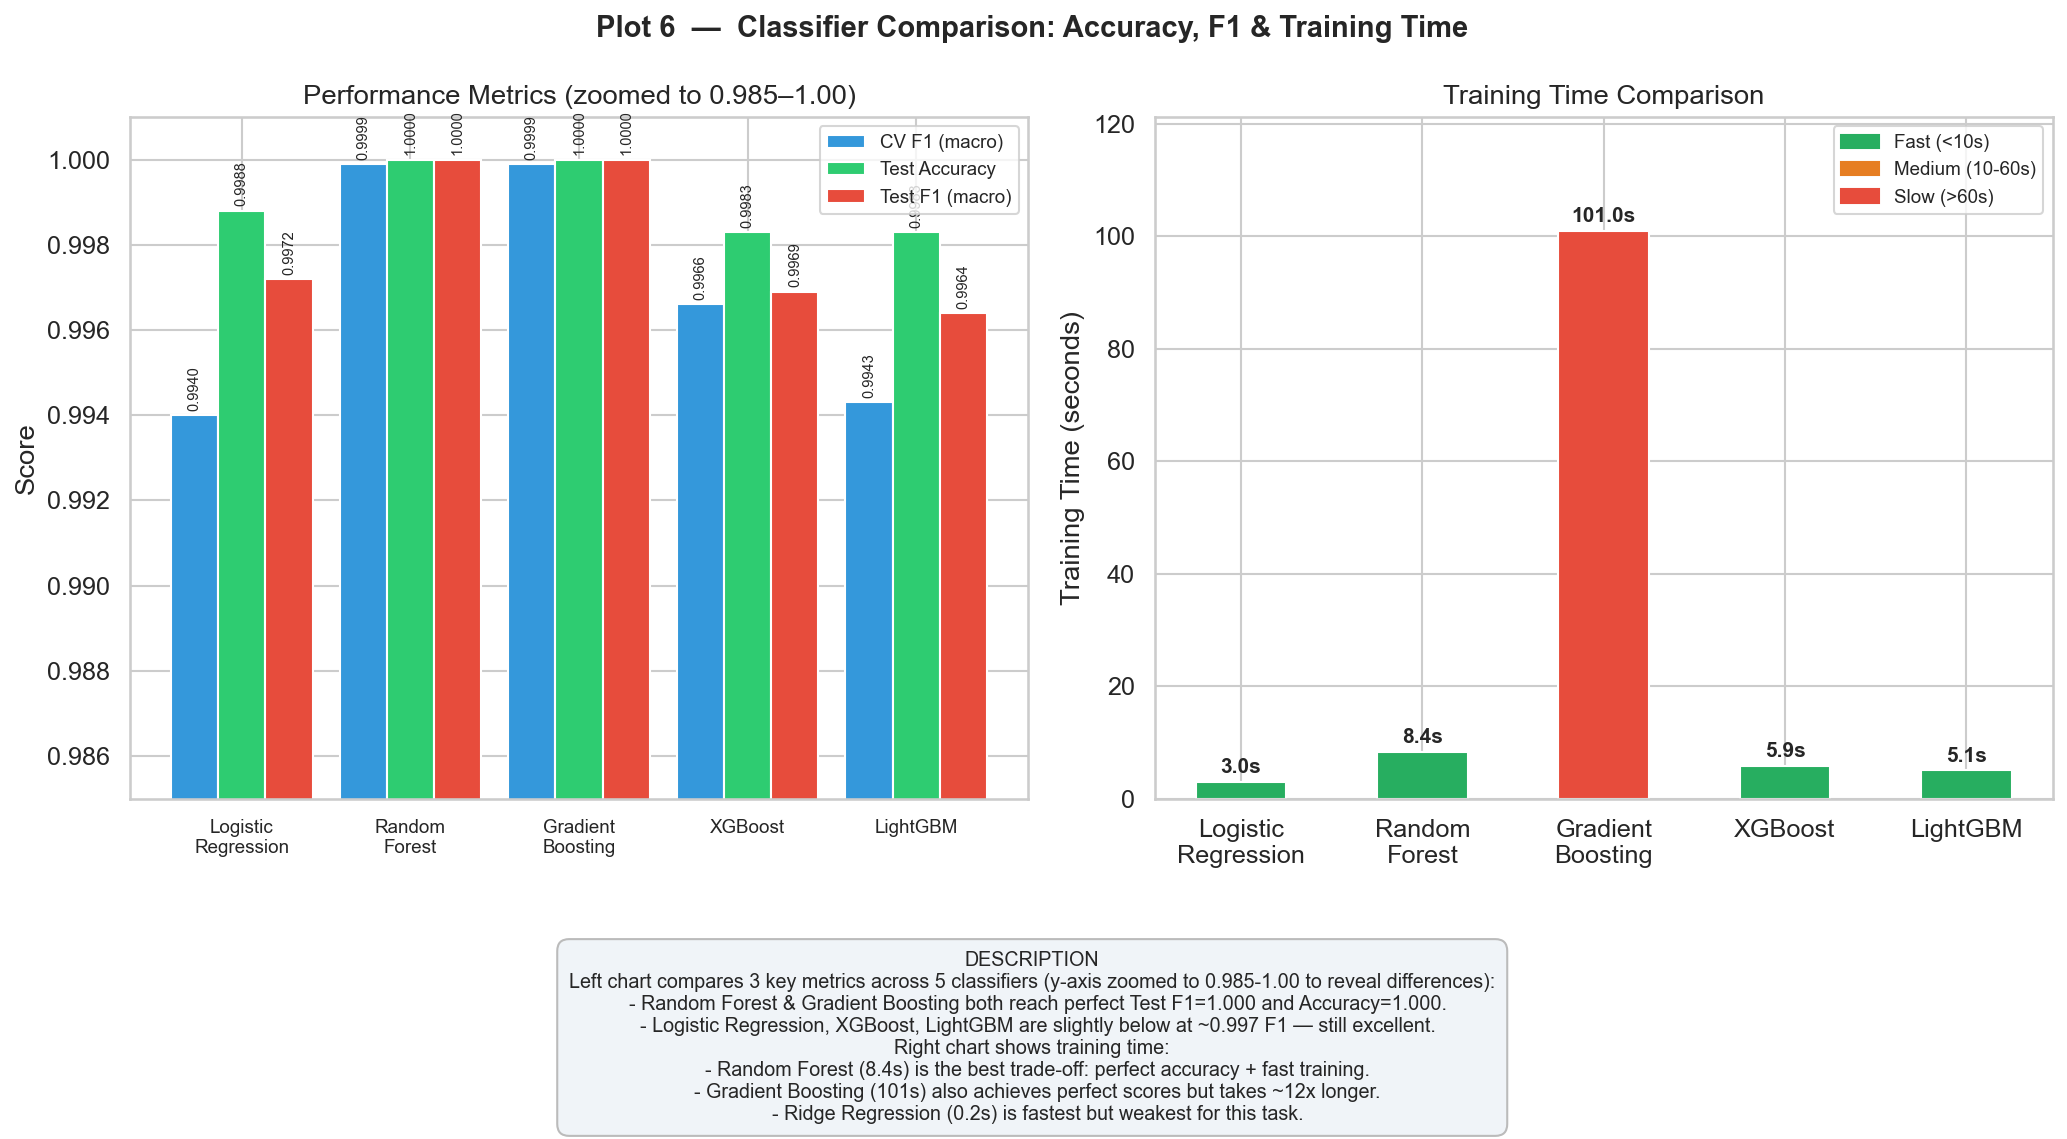 Plot 6 — Classifier Comparison: Accuracy, F1 & Training Time
Performance Metrics (zoomed to 0.985–1.00)
Score
1.000
0.998
0.996
0.994
0.992
0.990
0.988
0.986
0.9940
0.9988
0.9972
0.9999
1.0000
1.0000
0.9999
1.0000
1.0000
0.9966
0.9983
0.9969
0.9943
0.9964
CV F1 (macro)
Test Accuracy
Test F1 (macro)
Logistic
Regression
Random
Forest
Gradient
Boosting
XGBoost
LightGBM
Training Time Comparison
Training Time (seconds)
120
100
80
60
40
20
0
Fast (<10s)
Medium (10-60s)
Slow (>60s)
3.0s
8.4s
101.0s
5.9s
5.1s
Logistic
Regression
Random
Forest
Gradient
Boosting
XGBoost
LightGBM
DESCRIPTION
Left chart compares 3 key metrics across 5 classifiers (y-axis zoomed to 0.985-1.00 to reveal differences):
- Random Forest & Gradient Boosting both reach perfect Test F1=1.000 and Accuracy=1.000.
- Logistic Regression, XGBoost, LightGBM are slightly below at ~0.997 F1 — still excellent.
Right chart shows training time:
- Random Forest (8.4s) is the best trade-off: perfect accuracy + fast training.
- Gradient Boosting (101s) also achieves perfect scores but takes ~12x longer.
- Ridge Regression (0.2s) is fastest but weakest for this task.